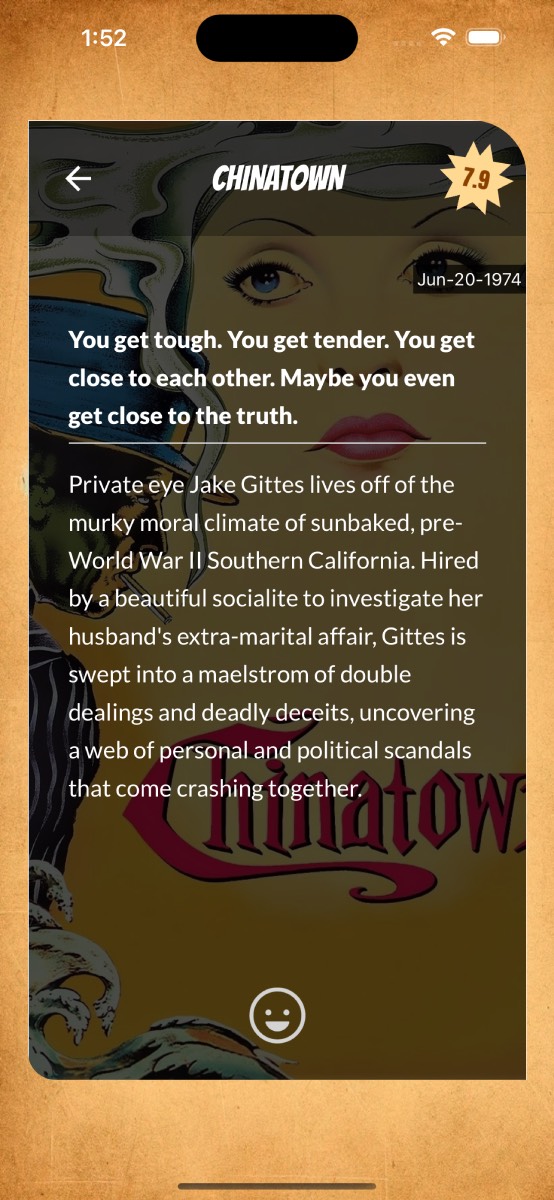 1:52
CHINATOWN
7.9
Jun-20-1974
You get tough. You get tender. You get
close to each other. Maybe you even
get close to the truth.
Private eye Jake Gittes lives off of the
murky moral climate of sunbaked, pre-
World War II Southern California. Hired
by a beautiful socialite to investigate her
husband's extra-marital affair, Gittes is
swept into a maelstrom of double
dealings and deadly deceits, uncovering
a web of personal and political scandals
that come crashing together.
Chinatown